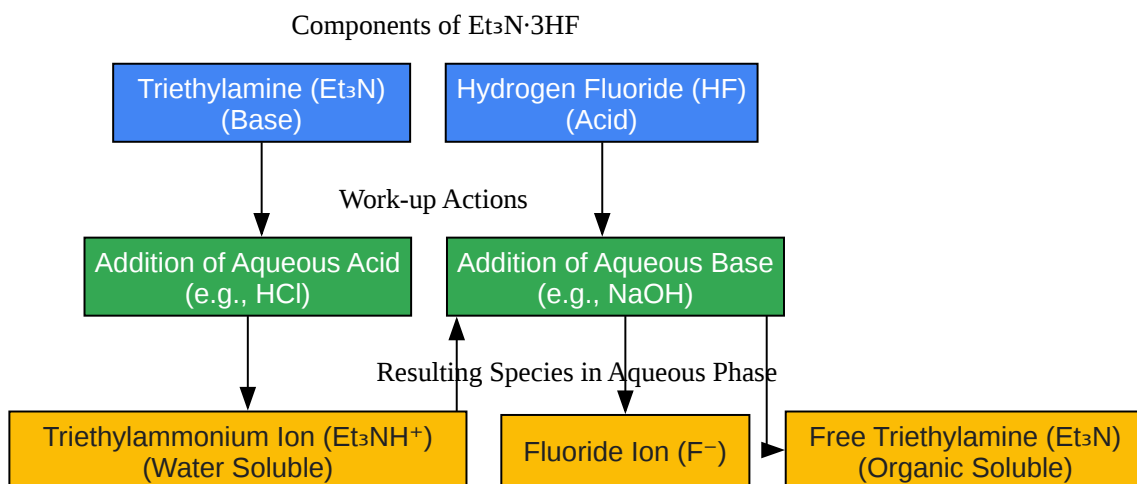 Components of Et₃N·3HF
Triethylamine (Et₃N)
(Base)
Hydrogen Fluoride (HF)
(Acid)
Work-up Actions
Addition of Aqueous Acid
(e.g., HCl)
Addition of Aqueous Base
(e.g., NaOH)
Resulting Species in Aqueous Phase
Triethylammonium Ion (Et₃NH⁺)
(Water Soluble)
Fluoride Ion (F⁻)
Free Triethylamine (Et₃N)
(Organic Soluble)